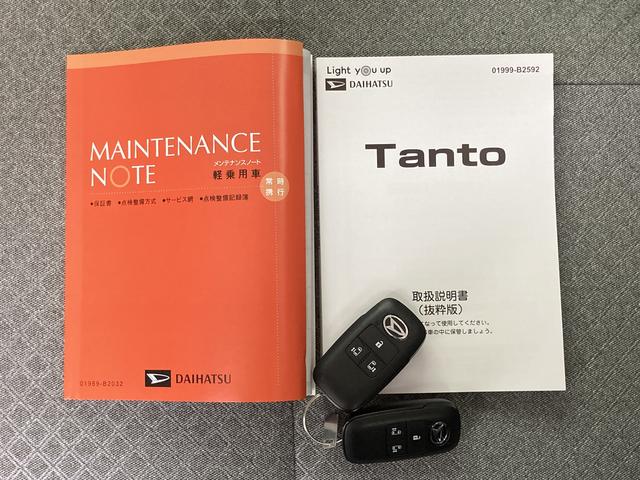 MAINTENANCE
NOTE
メンテナンスノート
軽乗用車
常時
携行
●保証書 ●点検整備方式 ●サービス網 ●点検整備記録簿
01989-B2032
DAIHATSU
Light you up
01999-B2592
DAIHATSU
Tanto
取扱説明書
（抜粋版）
なって使用してください。
車の中に保管しましょう。